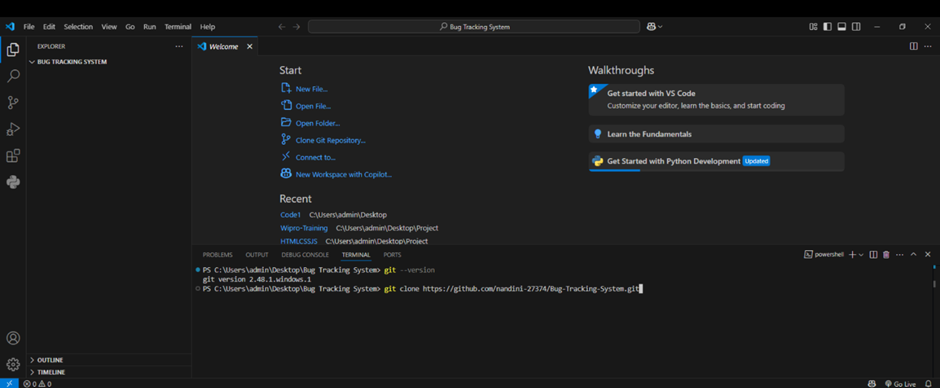 File Edit Selection View Go Run Terminal Help
Bug Tracking System
EXPLORER
BUG TRACKING SYSTEM
Welcome
Start
New File...
Open File...
Open Folder...
Clone Git Repository...
Connect to...
New Workspace with Copilot...
Recent
Code1 C:\Users\admin\Desktop
Wipro-Training C:\Users\admin\Desktop\Project
HTMLCSSJS C:\Users\admin\Desktop\Project
Walkthroughs
Get started with VS Code
Customize your editor, learn the basics, and start coding
Learn the Fundamentals
Get Started with Python Development Updated
PROBLEMS OUTPUT DEBUG CONSOLE TERMINAL PORTS
powershell
PS C:\Users\admin\Desktop\Bug Tracking System> git --version
git version 2.48.1.windows.1
PS C:\Users\admin\Desktop\Bug Tracking System> git clone https://github.com/nandini-27374/Bug-Tracking-System.git
OUTLINE
TIMELINE
0 0
Go Live